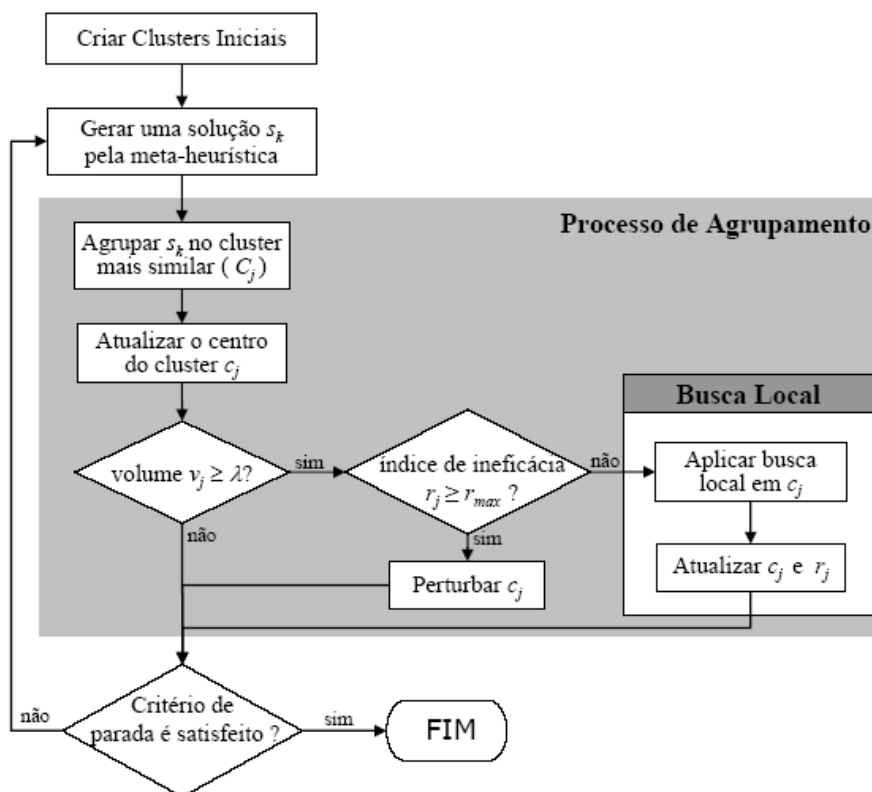 Criar Clusters Iniciais
Gerar uma solução s_k
pela meta-heurística
Processo de Agrupamento
Agrupar s_k no cluster
mais similar ( C_j )
Atualizar o centro
do cluster c_j
Busca Local
volume v_j ≥ λ?
sim
índice de ineficácia
r_j ≥ r_max ?
não
Aplicar busca
local em c_j
não
sim
Perturbar c_j
Atualizar c_j e r_j
Critério de
parada é satisfeito ?
não
sim
FIM